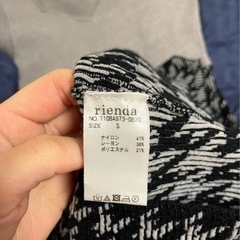 rienda
NO. 110BA973-0820
SIZE S
ナイロン 41%
レーヨン 38%
ポリエステル 21%